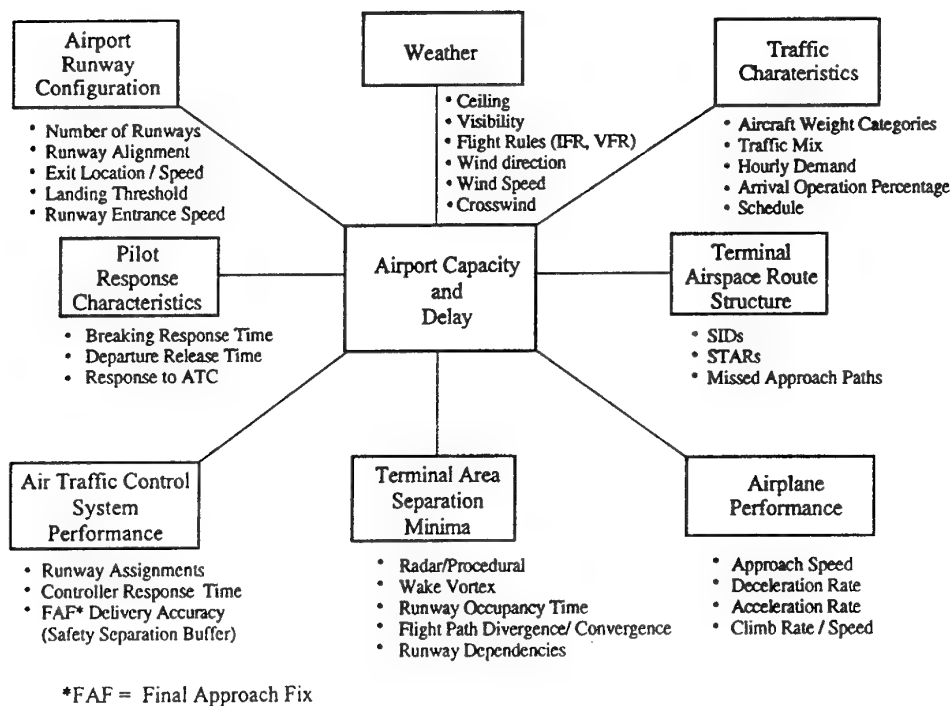 Airport
Runway
Configuration
• Number of Runways
• Runway Alignment
• Exit Location / Speed
• Landing Threshold
• Runway Entrance Speed
Weather
• Ceiling
• Visibility
• Flight Rules (IFR, VFR)
• Wind direction
• Wind Speed
• Crosswind
Traffic
Charateristics
• Aircraft Weight Categories
• Traffic Mix
• Hourly Demand
• Arrival Operation Percentage
• Schedule
Pilot
Response
Characteristics
• Breaking Response Time
• Departure Release Time
• Response to ATC
Airport Capacity
and
Delay
Terminal
Airspace Route
Structure
• SIDs
• STARs
• Missed Approach Paths
Air Traffic Control
System
Performance
• Runway Assignments
• Controller Response Time
• FAF* Delivery Accuracy
(Safety Separation Buffer)
Terminal Area
Separation
Minima
• Radar/Procedural
• Wake Vortex
• Runway Occupancy Time
• Flight Path Divergence/ Convergence
• Runway Dependencies
Airplane
Performance
• Approach Speed
• Deceleration Rate
• Acceleration Rate
• Climb Rate / Speed
*FAF = Final Approach Fix